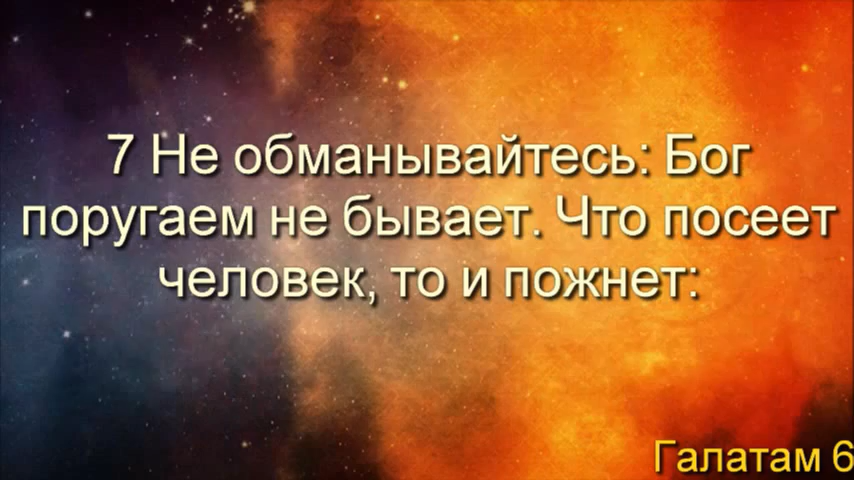 7 Не обманывайтесь: Бог
поругаем не бывает. Что посеет
человек, то и пожнет:
Галатам 6